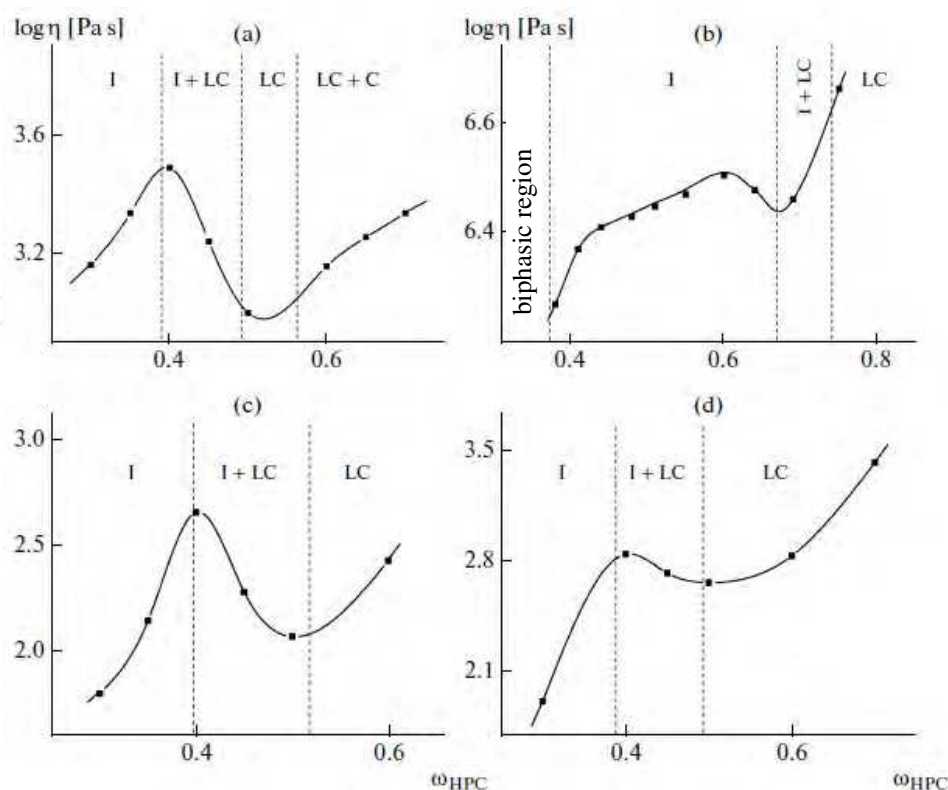 log η [Pa s]
(a)
I
I + LC
LC
LC + C
3.6
3.2
0.4
0.6
log η [Pa s]
(b)
biphasic region
I
I + LC
LC
6.6
6.4
0.4
0.6
0.8
(c)
I
I + LC
LC
3.0
2.5
2.0
0.4
0.6
ωHPC
(d)
I
I + LC
LC
3.5
2.8
2.1
0.4
0.6
ωHPC